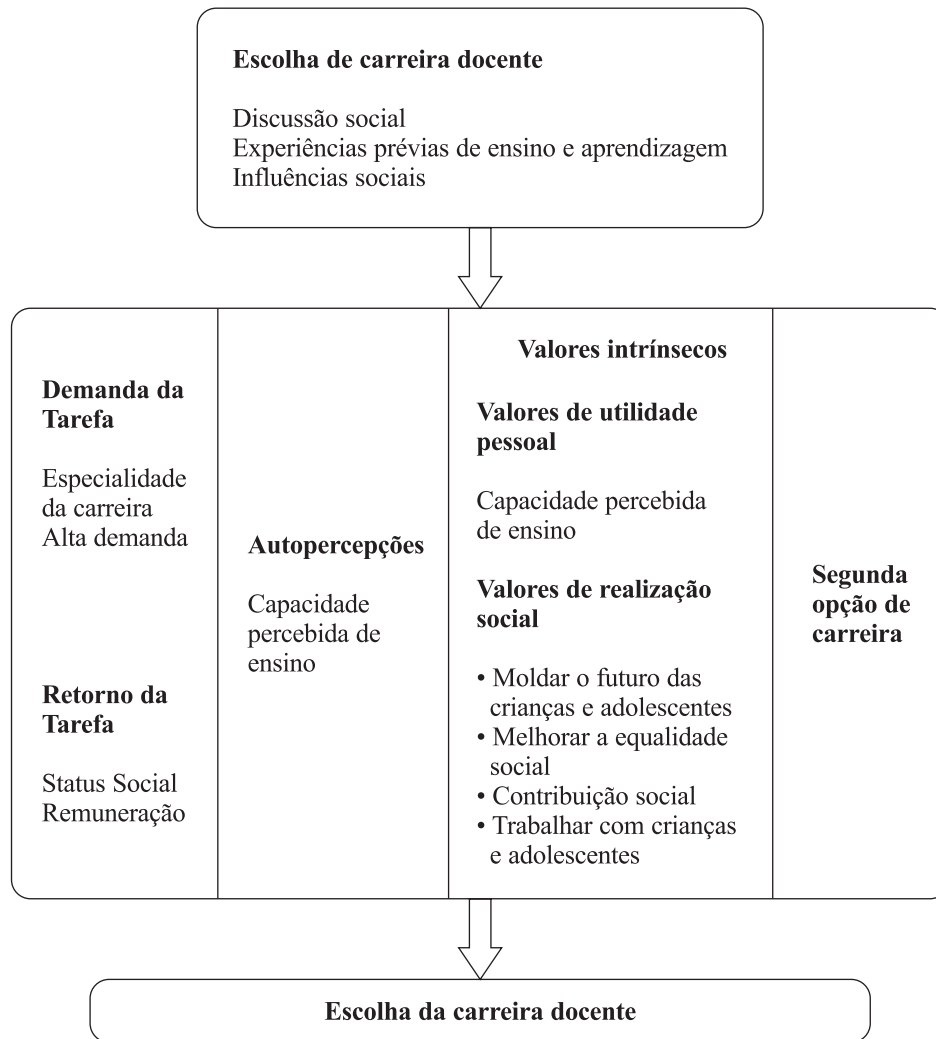 Escolha de carreira docente
Discussão social
Experiências prévias de ensino e aprendizagem
Influências sociais
Demanda da
Tarefa
Especialidade
da carreira
Alta demanda
Retorno da
Tarefa
Status Social
Remuneração
Autopercepções
Capacidade
percebida de
ensino
Valores intrínsecos
Valores de utilidade
pessoal
Capacidade percebida
de ensino
Valores de realização
social
• Moldar o futuro das
crianças e adolescentes
• Melhorar a equalidade
social
• Contribuição social
• Trabalhar com crianças
e adolescentes
Segunda
opção de
carreira
Escolha da carreira docente